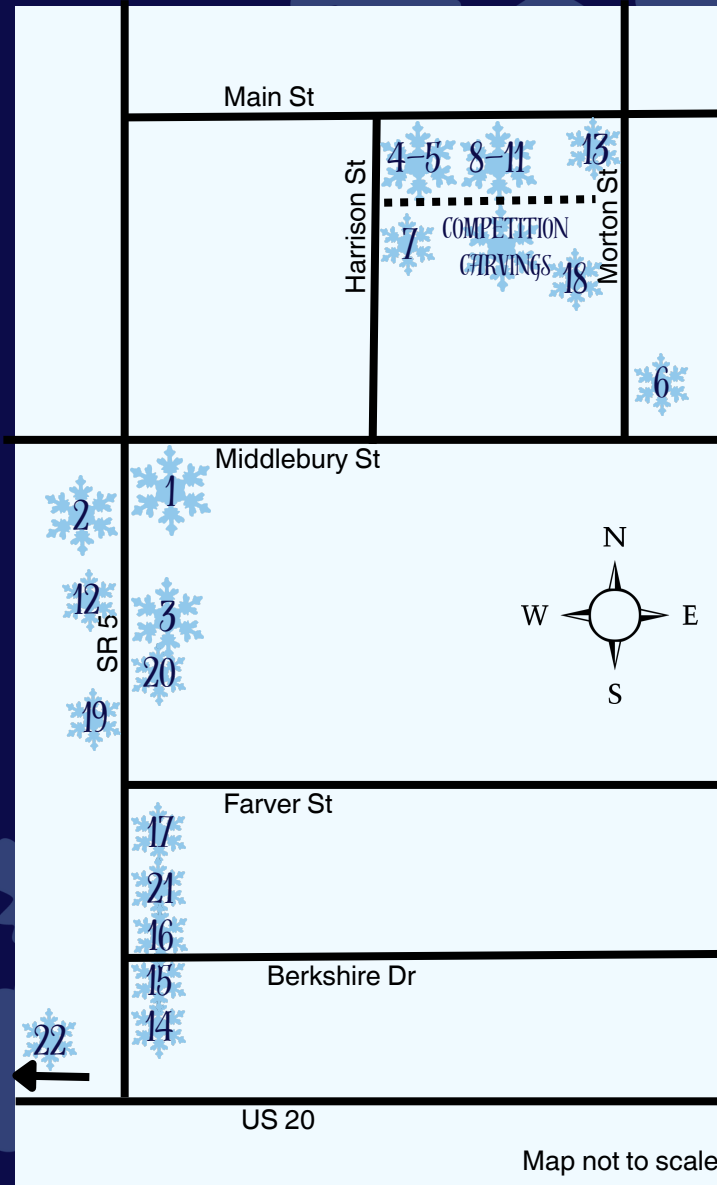 Main St
Harrison St
4-5
8-11
13
Morton St
7
COMPETITION
CARVINGS
18
6
Middlebury St
1
2
12
SR 5
3
20
19
N
W
E
S
Farver St
17
21
16
Berkshire Dr
15
14
22
US 20
Map not to scale